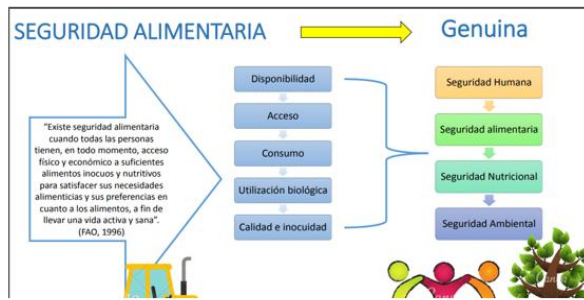 SEGURIDAD ALIMENTARIA
Genuina
"Existe seguridad alimentaria
cuando todas las personas
tienen, en todo momento, acceso
físico y económico a suficientes
alimentos inocuos y nutritivos
para satisfacer sus necesidades
alimenticias y sus preferencias en
cuanto a los alimentos, a fin de
llevar una vida activa y sana".
(FAO, 1996)
Disponibilidad
Acceso
Consumo
Utilización biológica
Calidad e inocuidad
Seguridad Humana
Seguridad alimentaria
Seguridad Nutricional
Seguridad Ambiental